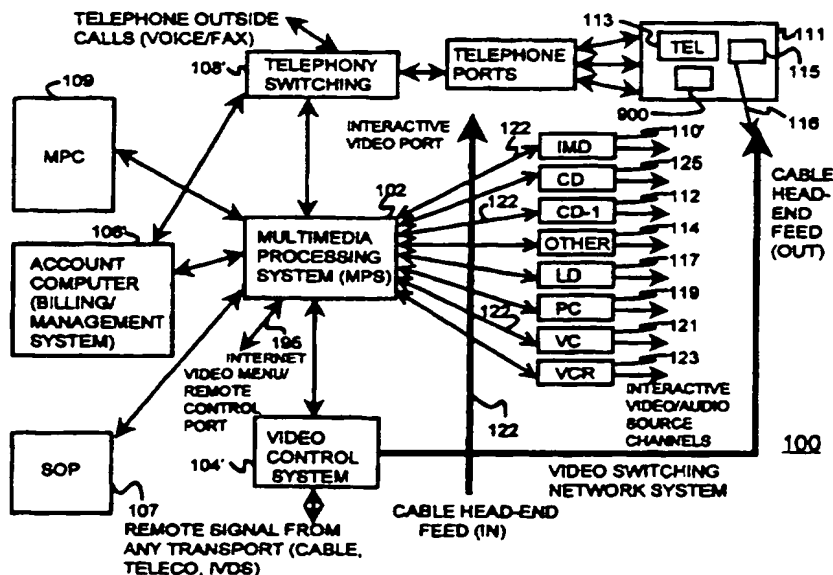 TELEPHONE OUTSIDE
CALLS (VOICE/FAX)
108'
TELEPHONY
SWITCHING
TELEPHONE
PORTS
113
TEL
900
111
115
116
109
MPC
INTERACTIVE
VIDEO PORT
122
IMD
110'
CD
125
122
CD-1
112
OTHER
114
LD
117
PC
119
122
VC
121
VCR
123
CABLE
HEAD-
END
FEED
(OUT)
102
MULTIMEDIA
PROCESSING
SYSTEM (MPS)
106'
ACCOUNT
COMPUTER
(BILLING/
MANAGEMENT
SYSTEM)
195
INTERNET
VIDEO MENU/
REMOTE
CONTROL
PORT
INTERACTIVE
VIDEO/AUDIO
SOURCE
CHANNELS
122
SOP
107
104'
VIDEO
CONTROL
SYSTEM
VIDEO SWITCHING
NETWORK SYSTEM
100
CABLE HEAD-END
FEED (IN)
REMOTE SIGNAL FROM
ANY TRANSPORT (CABLE,
TELECO, IVDS)